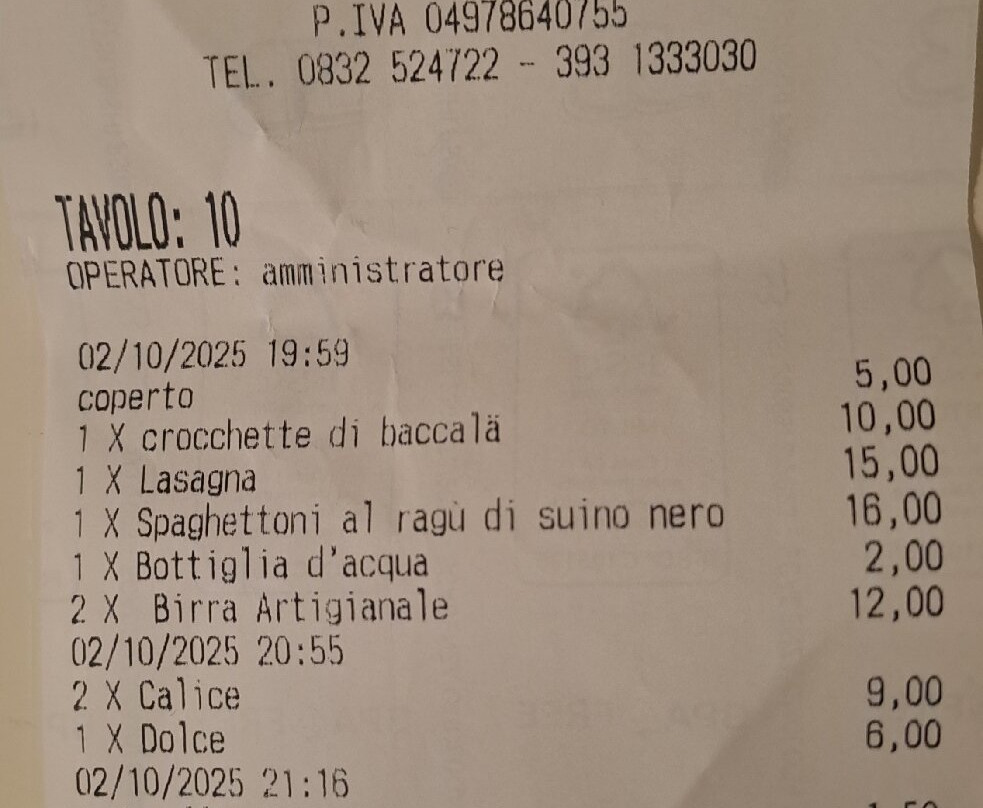 P.IVA 04978640755
TEL. 0832 524722 - 393 1333030
TAVOLO: 10
OPERATORE: amministratore
02/10/2025 19:59
coperto 5,00
1 X crocchette di baccalä 10,00
1 X Lasagna 15,00
1 X Spaghettoni al ragù di suino nero 16,00
1 X Bottiglia d'acqua 2,00
2 X Birra Artigianale 12,00
02/10/2025 20:55
2 X Calice 9,00
1 X Dolce 6,00
02/10/2025 21:16